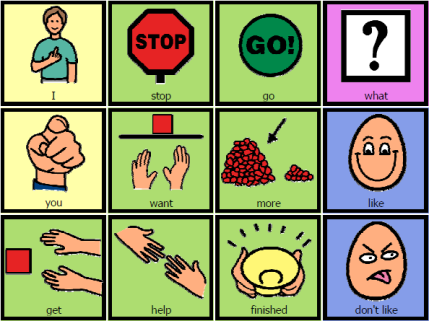 STOP
GO!
?
I
stop
go
what
you
want
more
like
get
help
finished
don't like